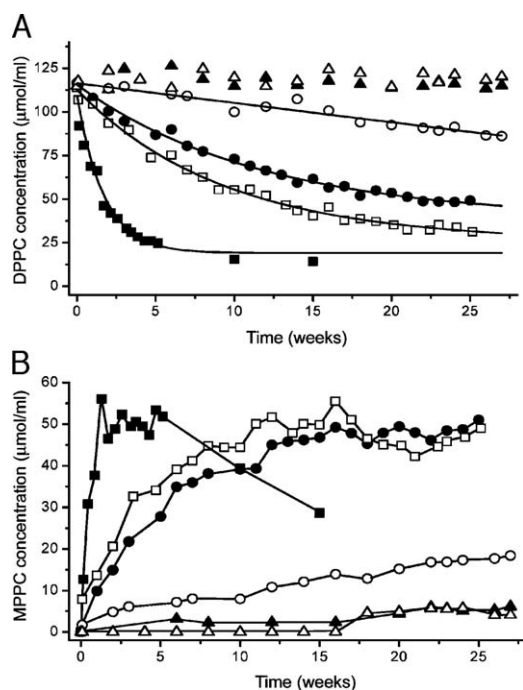 A
DPPC concentration (μmol/ml)
125
100
75
50
25
0
0 5 10 15 20 25
Time (weeks)
B
MPPC concentration (μmol/ml)
60
50
40
30
20
10
0
0 5 10 15 20 25
Time (weeks)